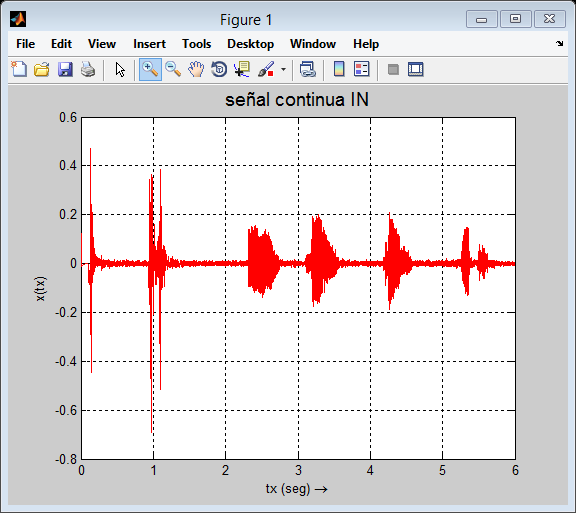 Figure 1
File Edit View Insert Tools Desktop Window Help
señal continua IN
0.6
0.4
0.2
0
-0.2
-0.4
-0.6
-0.8
x(tx)
0 1 2 3 4 5 6
tx (seg) →